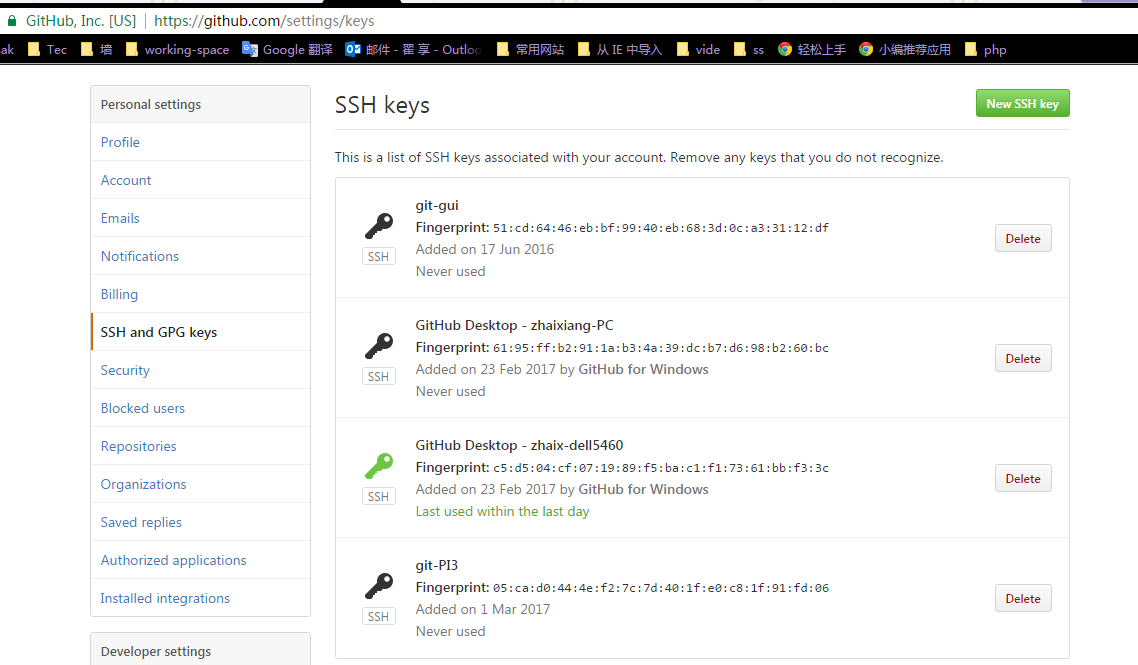 GitHub, Inc. [US] | https://github.com/settings/keys
ak Tec 墙 working-space Google 翻译 邮件 - 翟 享 - Outloo 常用网站 从 IE 中导入 vide ss 轻松上手 小编推荐应用 php
Personal settings
Profile
Account
Emails
Notifications
Billing
SSH and GPG keys
Security
Blocked users
Repositories
Organizations
Saved replies
Authorized applications
Installed integrations
Developer settings
SSH keys
New SSH key
This is a list of SSH keys associated with your account. Remove any keys that you do not recognize.
git-gui
Fingerprint: 51:cd:64:46:eb:bf:99:40:eb:68:3d:0c:a3:31:12:df
Added on 17 Jun 2016
Never used
SSH
Delete
GitHub Desktop - zhaixiang-PC
Fingerprint: 61:95:ff:b2:91:1a:b3:4a:39:dc:b7:d6:98:b2:60:bc
Added on 23 Feb 2017 by GitHub for Windows
Never used
SSH
Delete
GitHub Desktop - zhaix-dell5460
Fingerprint: c5:d5:04:cf:07:19:89:f5:ba:c1:f1:73:61:bb:f3:3c
Added on 23 Feb 2017 by GitHub for Windows
Last used within the last day
SSH
Delete
git-PI3
Fingerprint: 05:ca:d0:44:4e:f2:7c:7d:40:1f:e0:c8:1f:91:fd:06
Added on 1 Mar 2017
Never used
SSH
Delete